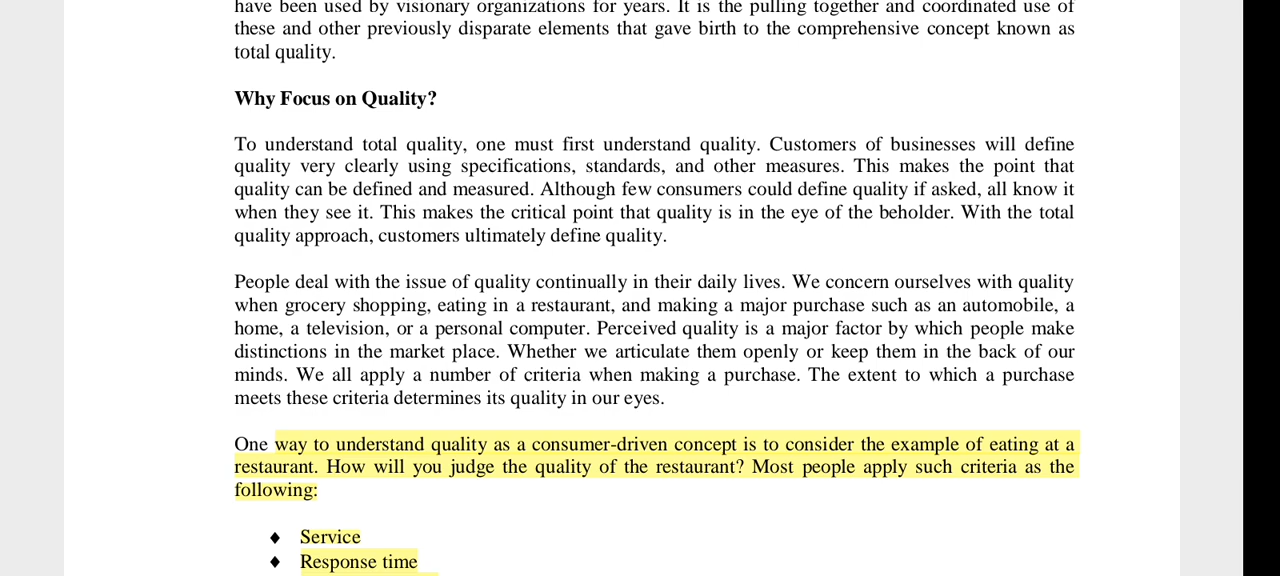 have been used by visionary organizations for years. It is the pulling together and coordinated use of
these and other previously disparate elements that gave birth to the comprehensive concept known as
total quality.
Why Focus on Quality?
To understand total quality, one must first understand quality. Customers of businesses will define
quality very clearly using specifications, standards, and other measures. This makes the point that
quality can be defined and measured. Although few consumers could define quality if asked, all know it
when they see it. This makes the critical point that quality is in the eye of the beholder. With the total
quality approach, customers ultimately define quality.
People deal with the issue of quality continually in their daily lives. We concern ourselves with quality
when grocery shopping, eating in a restaurant, and making a major purchase such as an automobile, a
home, a television, or a personal computer. Perceived quality is a major factor by which people make
distinctions in the market place. Whether we articulate them openly or keep them in the back of our
minds. We all apply a number of criteria when making a purchase. The extent to which a purchase
meets these criteria determines its quality in our eyes.
One way to understand quality as a consumer-driven concept is to consider the example of eating at a
restaurant. How will you judge the quality of the restaurant? Most people apply such criteria as the
following:
♦ Service
♦ Response time